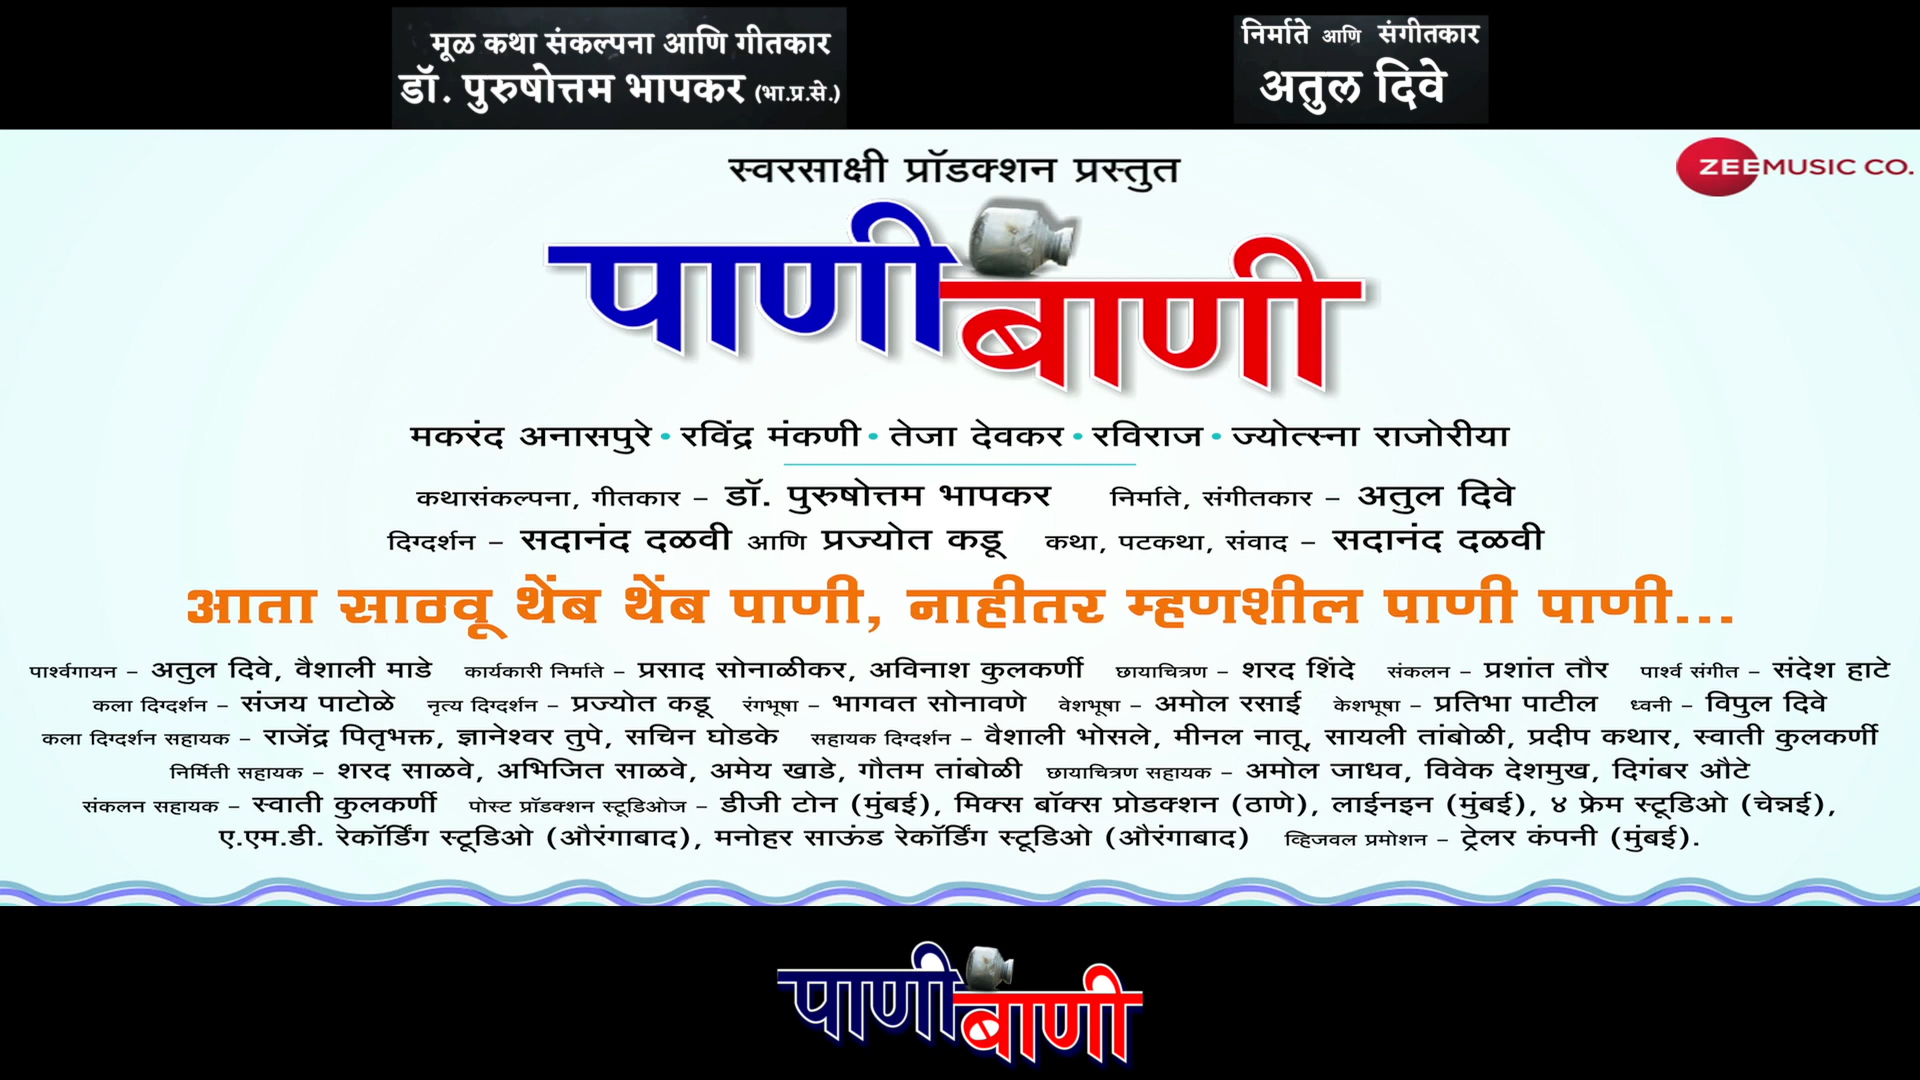 मूळ कथा संकल्पना आणि गीतकार
डॉ. पुरुषोत्तम भापकर (भा.प्र.से.)
निर्माते आणि संगीतकार
अतुल दिवे
स्वरसाक्षी प्रॉडक्शन प्रस्तुत
ZEE MUSIC CO.
पाणी बाणी
मकरंद अनासपुरे • रविंद्र मंकणी • तेजा देवकर • रविराज • ज्योत्स्ना राजोरीया
कथासंकल्पना, गीतकार – डॉ. पुरुषोत्तम भापकर निर्माते, संगीतकार – अतुल दिवे
दिग्दर्शन – सदानंद दळवी आणि प्रज्योत कडू कथा, पटकथा, संवाद – सदानंद दळवी
आता साठवू थेंब थेंब पाणी, नाहीतर म्हणशील पाणी पाणी...
पार्श्वगायन – अतुल दिवे, वैशाली माडे कार्यकारी निर्माते – प्रसाद सोनाळीकर, अविनाश कुलकर्णी छायाचित्रण – शरद शिंदे संकलन – प्रशांत तौर पार्श्व संगीत – संदेश हाटे
कला दिग्दर्शन – संजय पाटोळे नृत्य दिग्दर्शन – प्रज्योत कडू रंगभूषा – भागवत सोनावणे वेशभूषा – अमोल रसाई केशभूषा – प्रतिभा पाटील ध्वनी – विपुल दिवे
कला दिग्दर्शन सहायक – राजेंद्र पितृभक्त, ज्ञानेश्वर तुपे, सचिन घोडके सहायक दिग्दर्शन – वैशाली भोसले, मीनल नातू, सायली तांबोळी, प्रदीप कथार, स्वाती कुलकर्णी
निर्मिती सहायक – शरद साळवे, अभिजित साळवे, अमेय खाडे, गौतम तांबोळी छायाचित्रण सहायक – अमोल जाधव, विवेक देशमुख, दिगंबर औटे
संकलन सहायक – स्वाती कुलकर्णी पोस्ट प्रॉडक्शन स्टूडिओज – डीजी टोन (मुंबई), मिक्स बॉक्स प्रोडक्शन (ठाणे), लाईनइन (मुंबई), ४ फ्रेम स्टूडिओ (चेन्नई),
ए.एम.डी. रेकॉर्डिंग स्टूडिओ (औरंगाबाद), मनोहर साऊंड रेकॉर्डिंग स्टूडिओ (औरंगाबाद) व्हिजवल प्रमोशन – ट्रेलर कंपनी (मुंबई).
पाणी बाणी